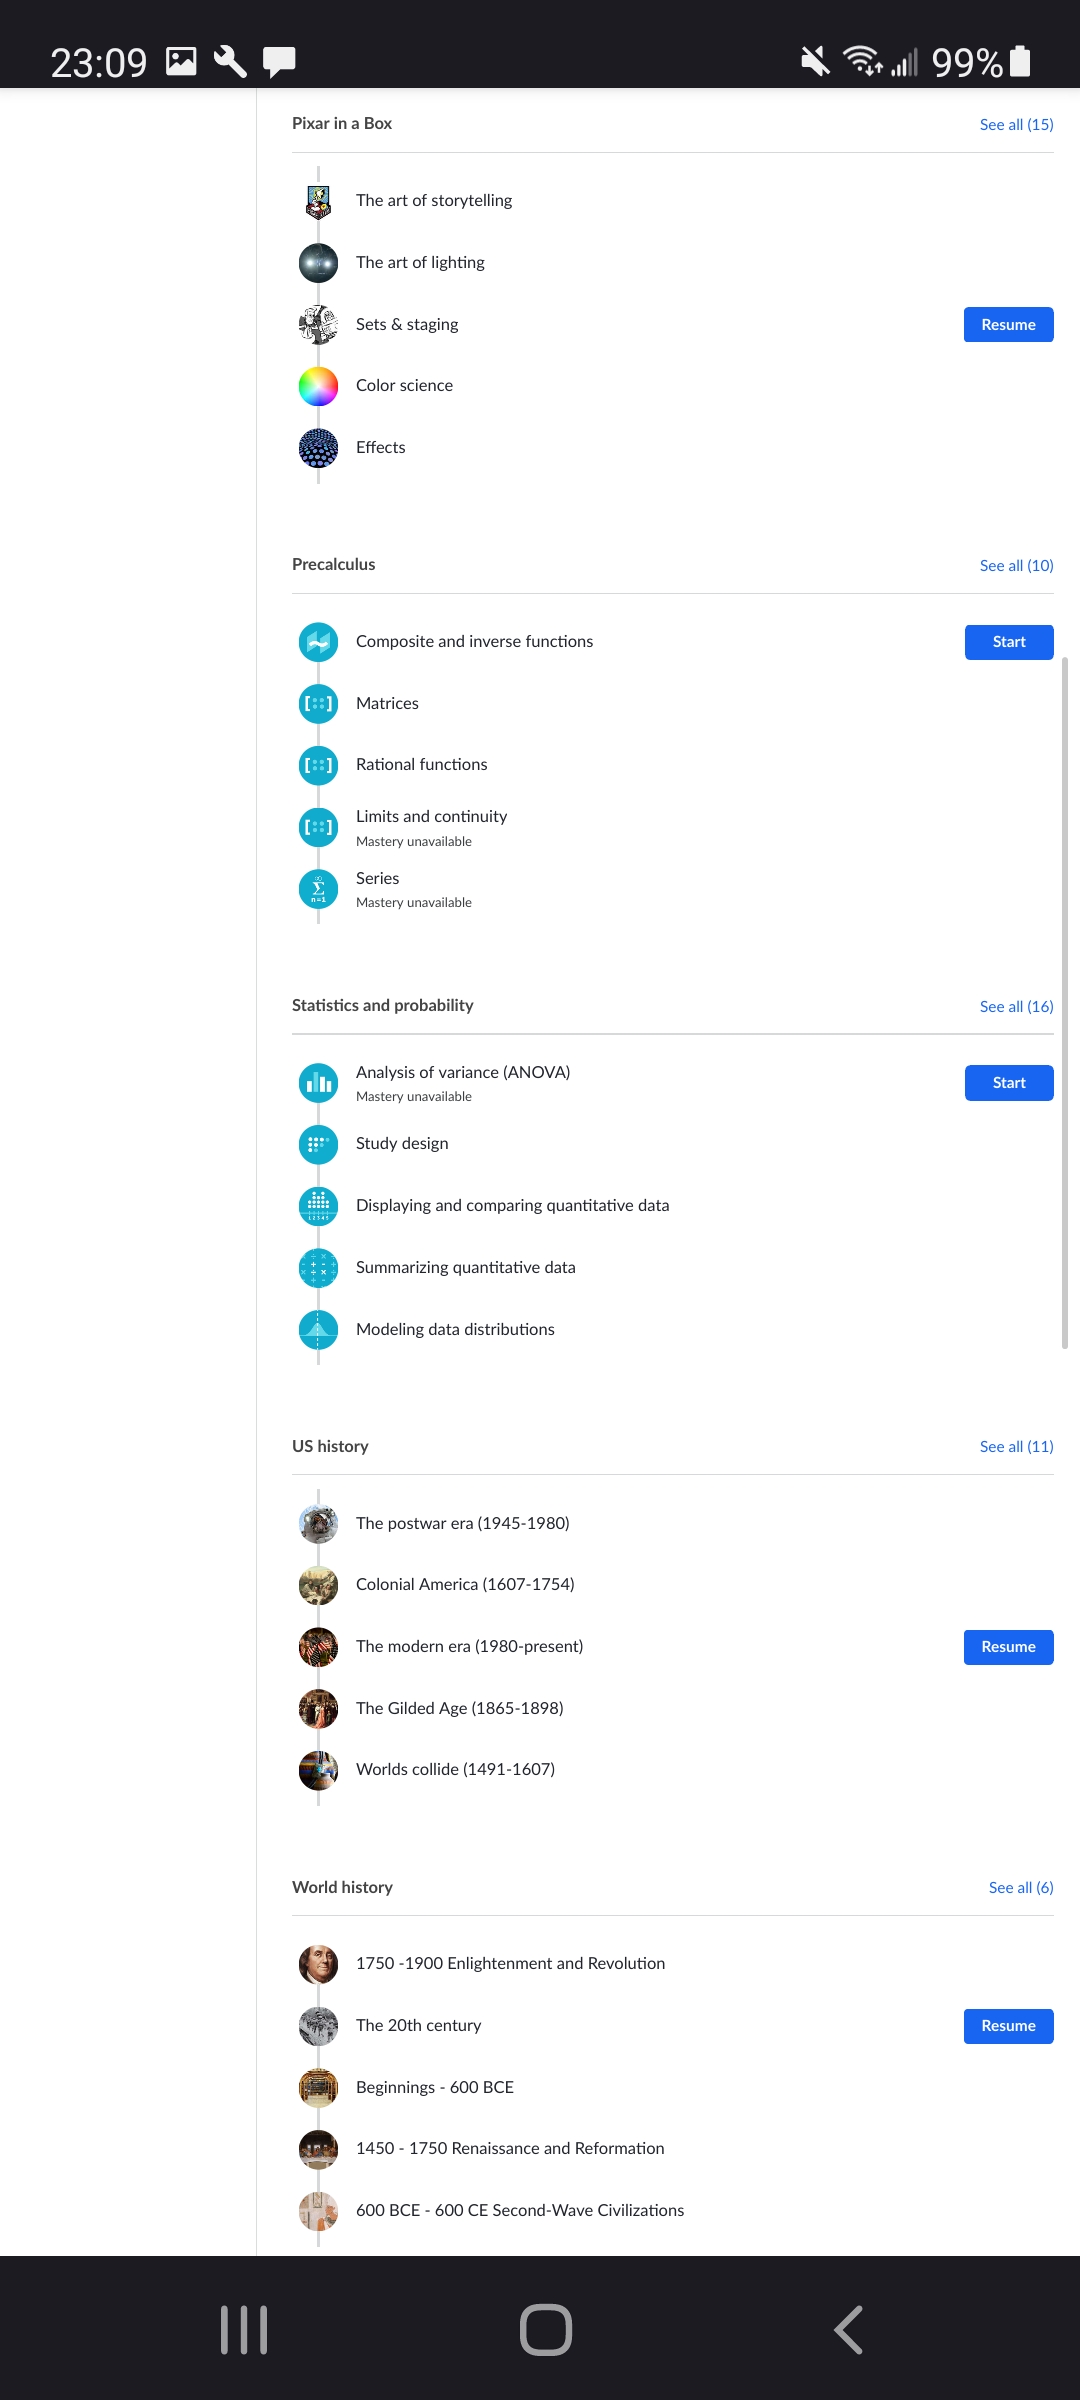 23:09
99%
Pixar in a Box
See all (15)
The art of storytelling
The art of lighting
Sets & staging
Resume
Color science
Effects
Precalculus
See all (10)
Composite and inverse functions
Start
Matrices
Rational functions
Limits and continuity
Mastery unavailable
Series
Mastery unavailable
Statistics and probability
See all (16)
Analysis of variance (ANOVA)
Mastery unavailable
Start
Study design
Displaying and comparing quantitative data
Summarizing quantitative data
Modeling data distributions
US history
See all (11)
The postwar era (1945-1980)
Colonial America (1607-1754)
The modern era (1980-present)
Resume
The Gilded Age (1865-1898)
Worlds collide (1491-1607)
World history
See all (6)
1750 -1900 Enlightenment and Revolution
The 20th century
Resume
Beginnings - 600 BCE
1450 - 1750 Renaissance and Reformation
600 BCE - 600 CE Second-Wave Civilizations